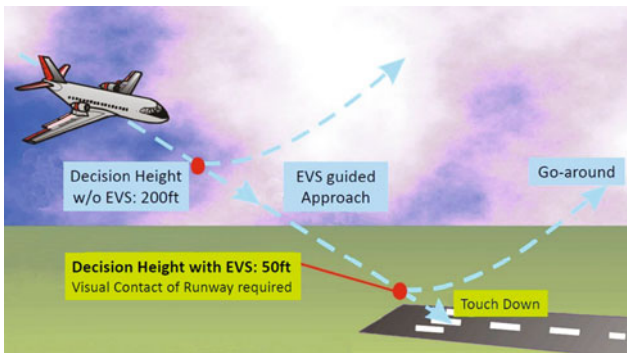 Decision Height
w/o EVS: 200ft
EVS guided
Approach
Go-around
Decision Height with EVS: 50ft
Visual Contact of Runway required
Touch Down